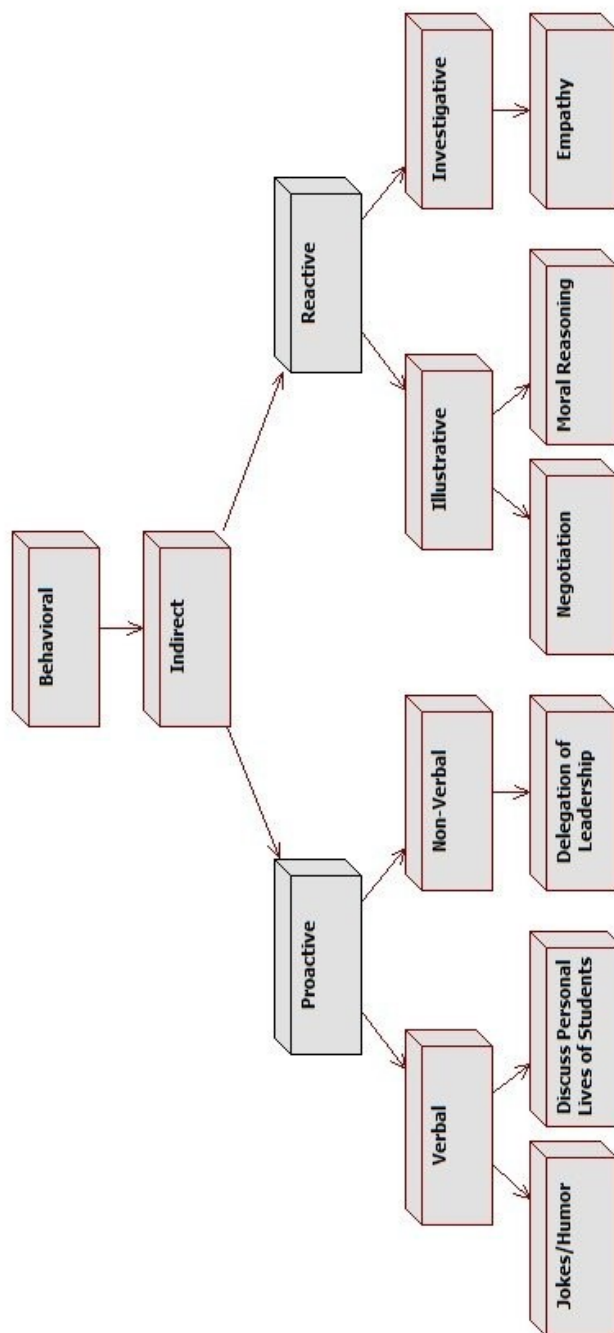 Behavioral
Indirect
Proactive
Reactive
Verbal
Non-Verbal
Illustrative
Investigative
Jokes/Humor
Discuss Personal
Lives of Students
Delegation of
Leadership
Negotiation
Moral Reasoning
Empathy